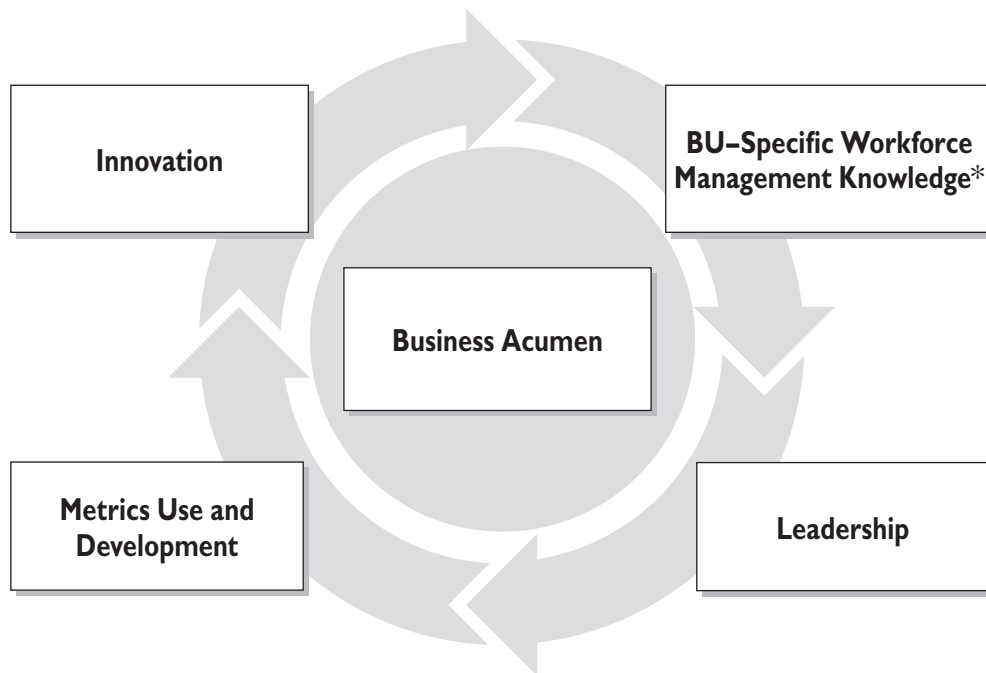 Innovation
BU–Specific Workforce
Management Knowledge*
Business Acumen
Metrics Use and
Development
Leadership